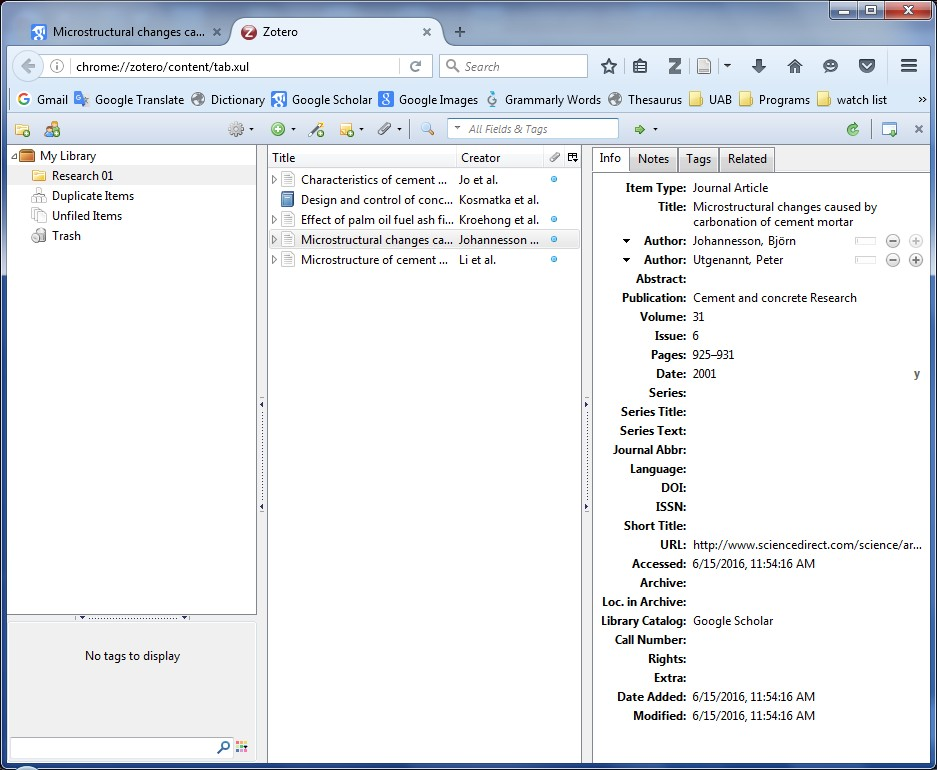 Microstructural changes ca...
Zotero
chrome://zotero/content/tab.xul
Search
Gmail Google Translate Dictionary Google Scholar Google Images Grammarly Words Thesaurus UAB Programs watch list »
All Fields & Tags
My Library
Research 01
Duplicate Items
Unfiled Items
Trash
No tags to display
Title Creator
Characteristics of cement ... Jo et al.
Design and control of conc... Kosmatka et al.
Effect of palm oil fuel ash fi... Kroehong et al.
Microstructural changes ca... Johannesson ...
Microstructure of cement ... Li et al.
Info Notes Tags Related
Item Type: Journal Article
Title: Microstructural changes caused by
carbonation of cement mortar
Author: Johannesson, Björn
Author: Utgenannt, Peter
Abstract:
Publication: Cement and concrete Research
Volume: 31
Issue: 6
Pages: 925–931
Date: 2001 y
Series:
Series Title:
Series Text:
Journal Abbr:
Language:
DOI:
ISSN:
Short Title:
URL: http://www.sciencedirect.com/science/ar...
Accessed: 6/15/2016, 11:54:16 AM
Archive:
Loc. in Archive:
Library Catalog: Google Scholar
Call Number:
Rights:
Extra:
Date Added: 6/15/2016, 11:54:16 AM
Modified: 6/15/2016, 11:54:16 AM